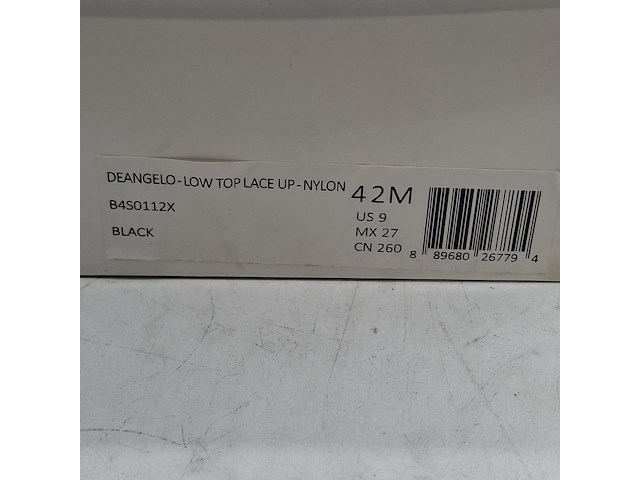 DEANGELO-LOW TOP LACE UP-NYLON
B4S0112X
BLACK
42M
US 9
MX 27
CN 260
8 89680 26779 4